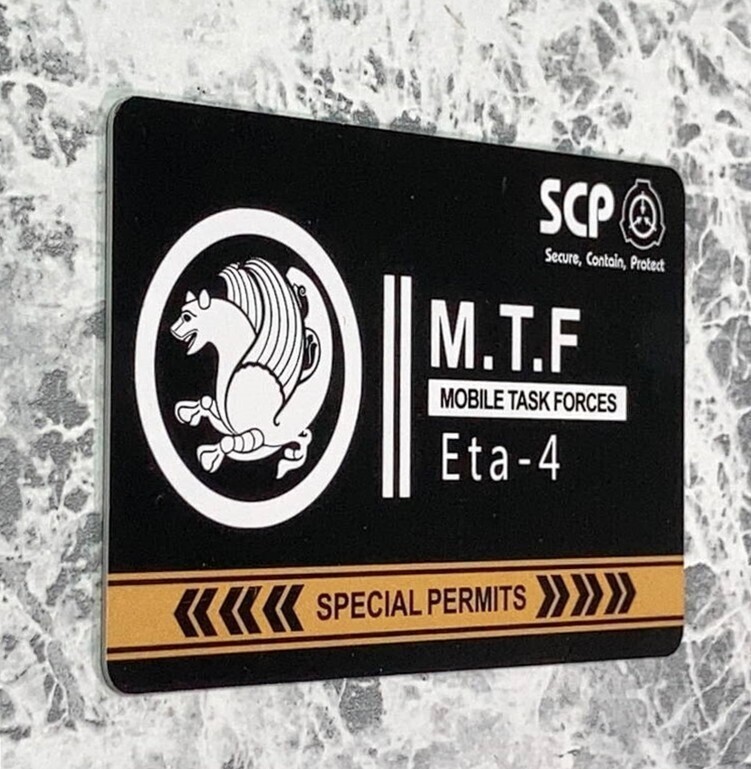 SCP
Secure, Contain, Protect
M.T.F
MOBILE TASK FORCES
Eta-4
SPECIAL PERMITS